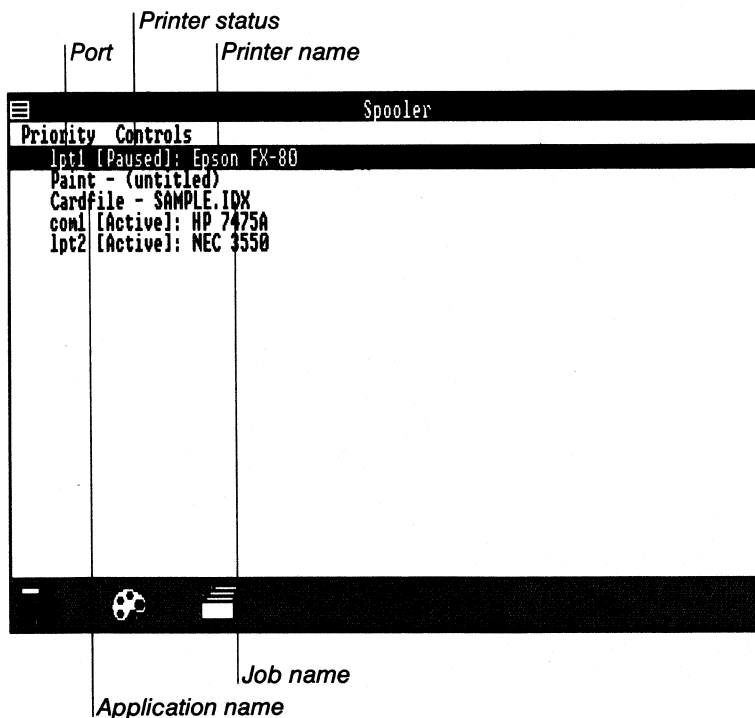 Printer status
Port
Printer name
Spooler
Priority Controls
lpt1 [Paused]: Epson FX-80
Paint - (untitled)
Cardfile - SAMPLE.IDX
com1 [Active]: HP 7475A
lpt2 [Active]: NEC 3550
Job name
Application name